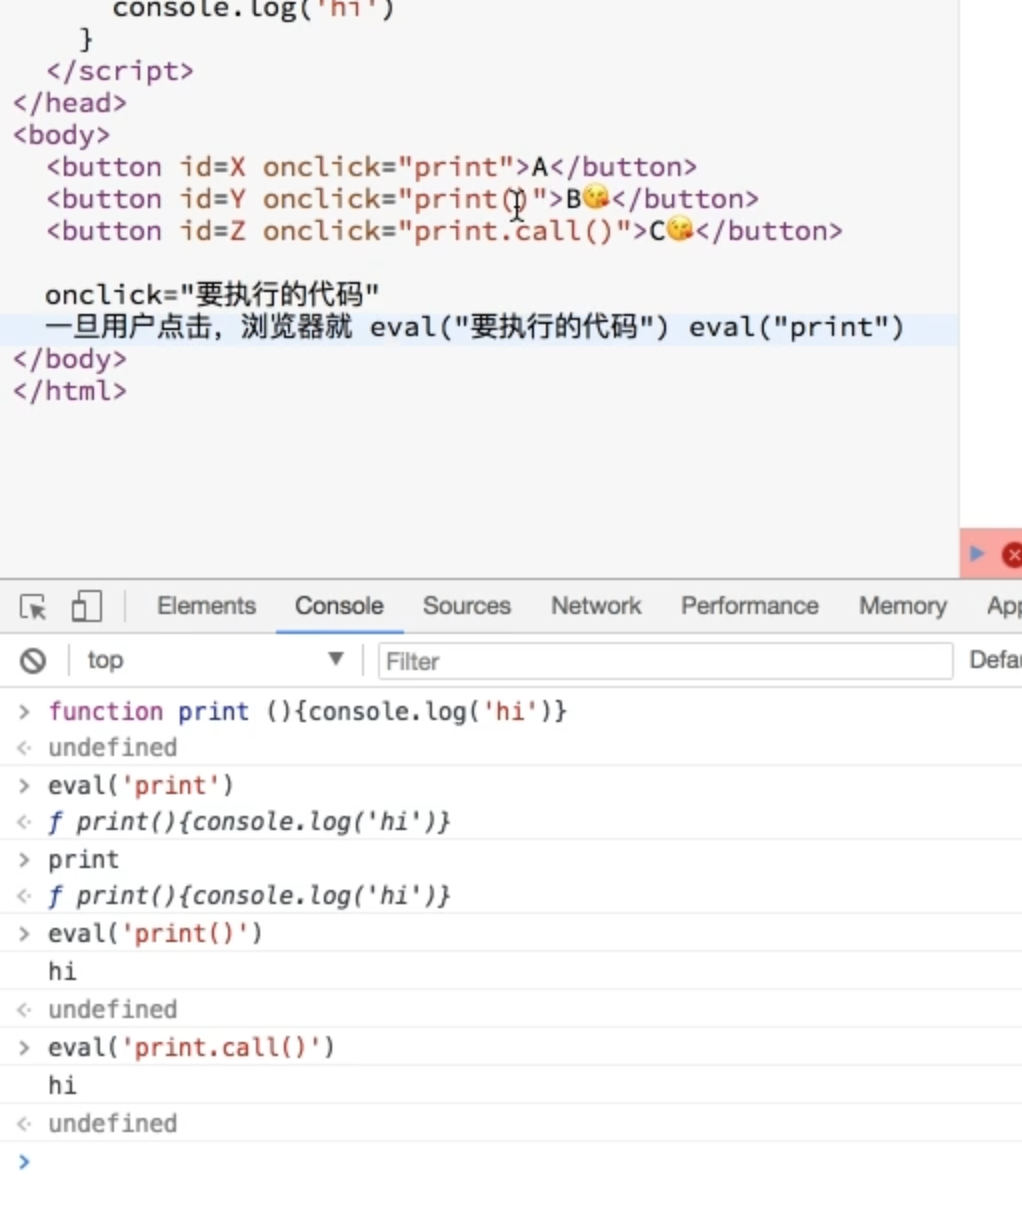 console.log('hi')
}
</script>
</head>
<body>
<button id=X onclick="print">A</button>
<button id=Y onclick="print()">B😘</button>
<button id=Z onclick="print.call()">C😘</button>
onclick="要执行的代码"
一旦用户点击，浏览器就 eval("要执行的代码") eval("print")
</body>
</html>
Elements Console Sources Network Performance Memory App
top Filter Defau
> function print (){console.log('hi')}
undefined
> eval('print')
ƒ print(){console.log('hi')}
> print
ƒ print(){console.log('hi')}
> eval('print()')
hi
undefined
> eval('print.call()')
hi
undefined
>